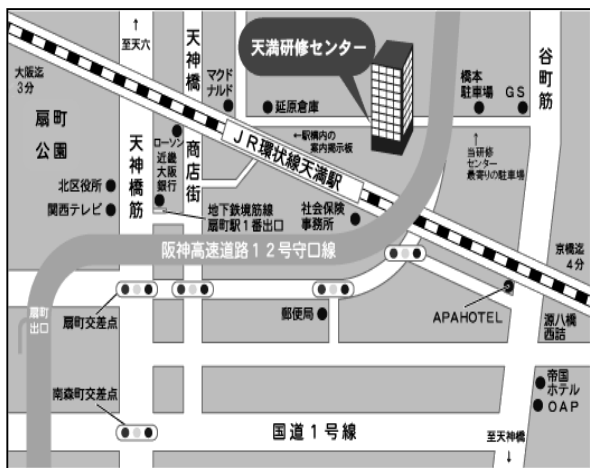 ↑
至天六
大阪迄
3分
扇町
公園
天神橋筋
天神橋
商店街
マクド
ナルド
天満研修センター
延原倉庫
橋本
駐車場
GS
谷町筋
←駅構内の
案内掲示板
↑
当研修
センター
最寄りの駐車場
ローソン
近畿
大阪
銀行
JR環状線天満駅
北区役所
関西テレビ
地下鉄境筋線
扇町駅1番出口
社会保険
事務所
阪神高速道路12号守口線
京橋迄
4分
扇町
出口
扇町交差点
郵便局
APAHOTEL
源八橋
西詰
南森町交差点
帝国
ホテル
OAP
国道1号線
至天神橋
↓